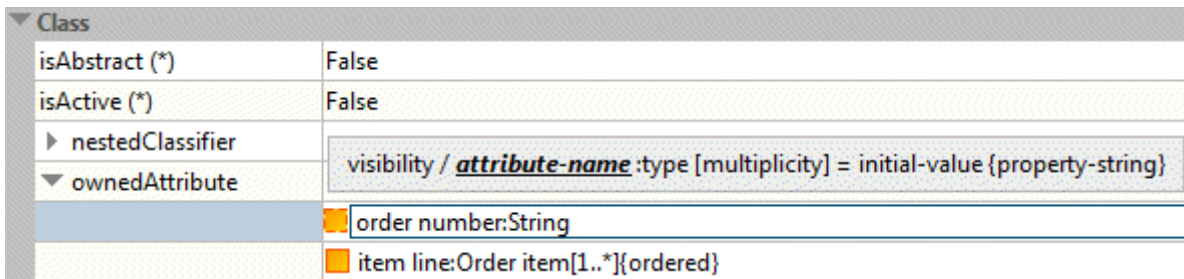 Class
isAbstract (*) False
isActive (*) False
nestedClassifier
visibility / attribute-name :type [multiplicity] = initial-value {property-string}
ownedAttribute
order number:String
item line:Order item[1..*]{ordered}